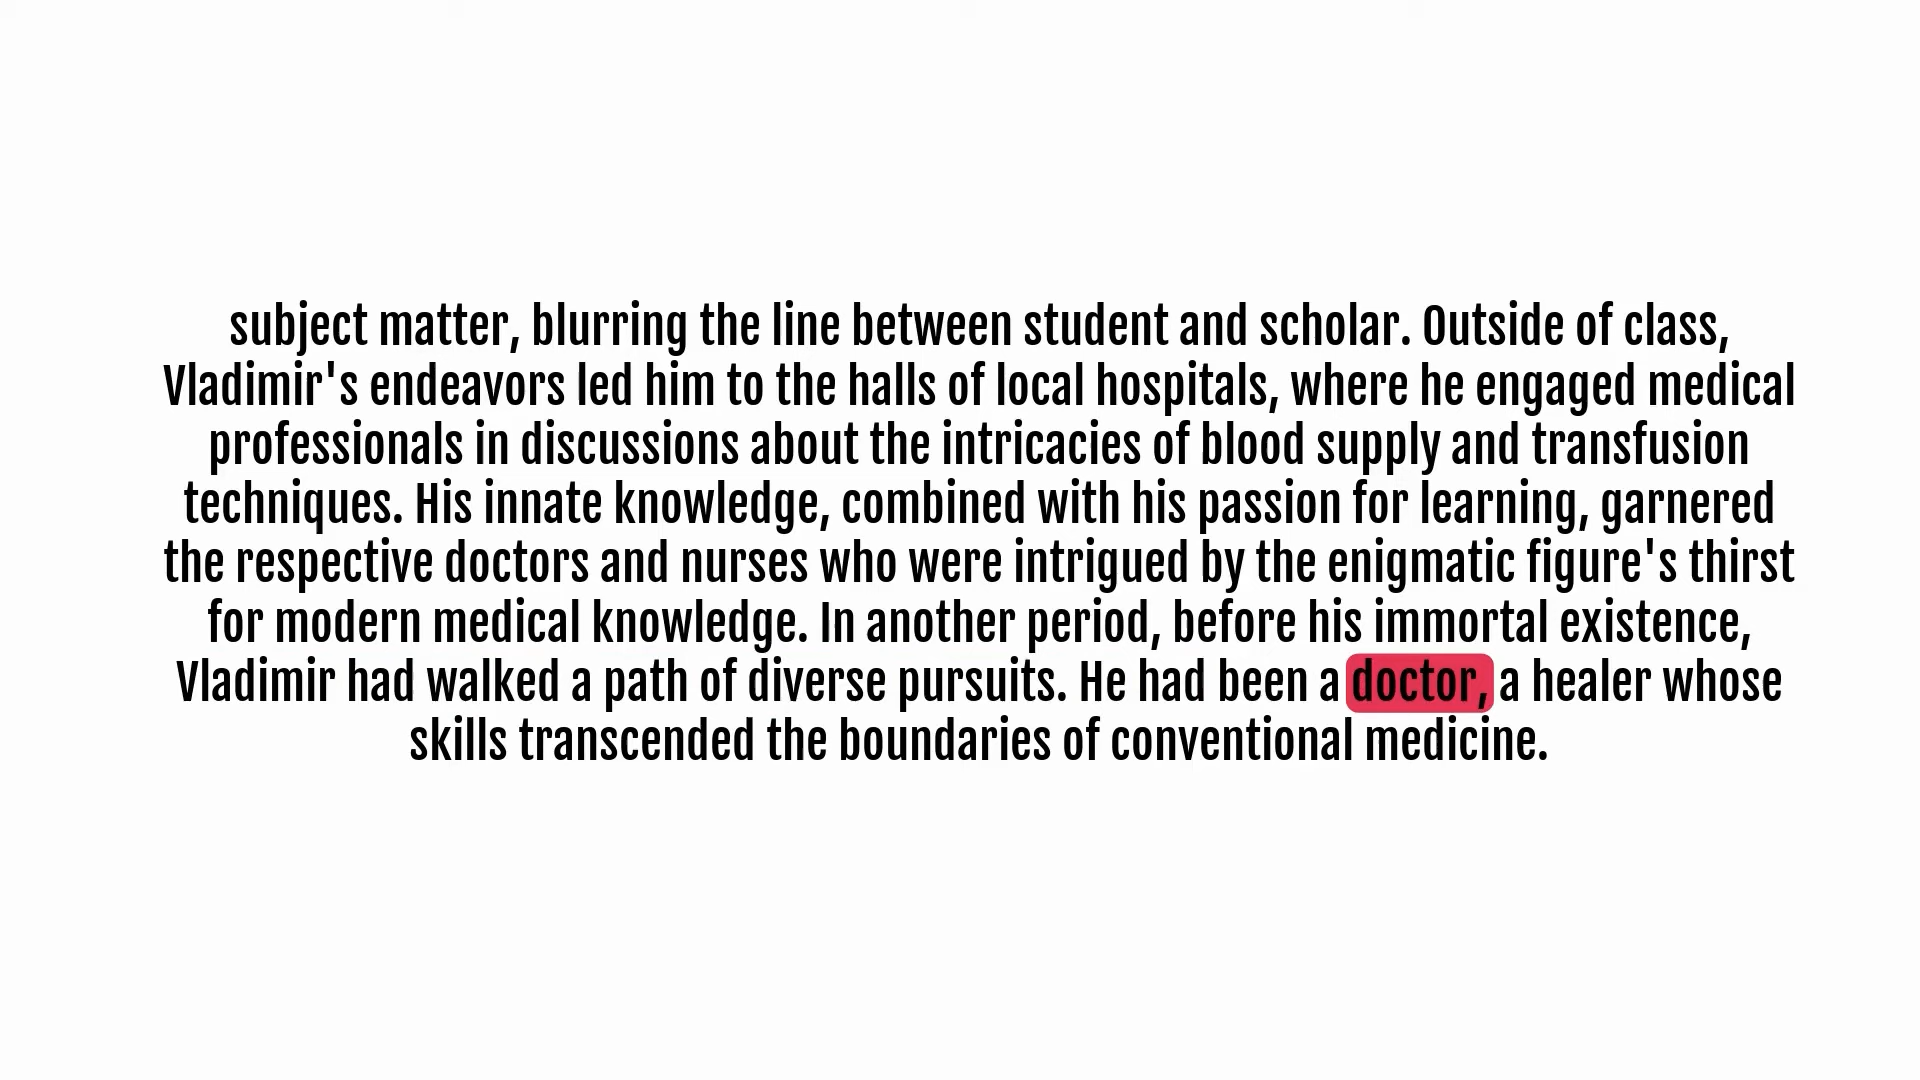 subject matter, blurring the line between student and scholar. Outside of class,
Vladimir's endeavors led him to the halls of local hospitals, where he engaged medical
professionals in discussions about the intricacies of blood supply and transfusion
techniques. His innate knowledge, combined with his passion for learning, garnered
the respective doctors and nurses who were intrigued by the enigmatic figure's thirst
for modern medical knowledge. In another period, before his immortal existence,
Vladimir had walked a path of diverse pursuits. He had been a doctor, a healer whose
skills transcended the boundaries of conventional medicine.